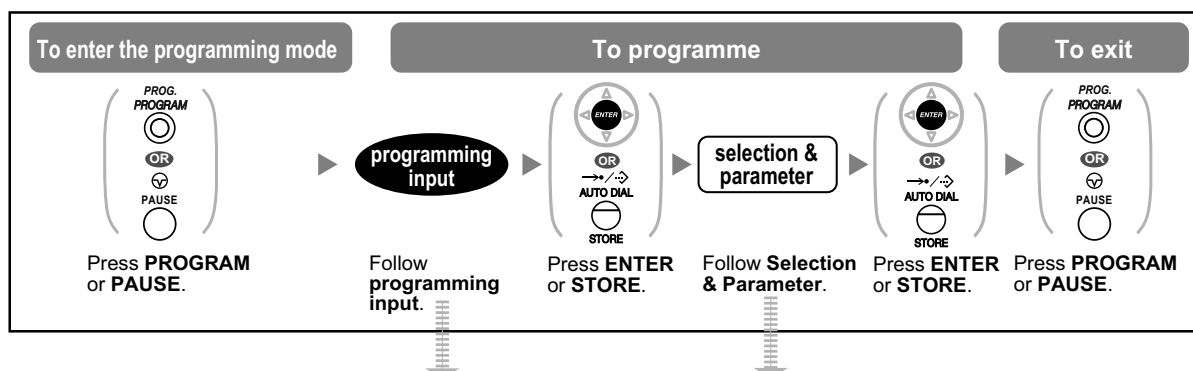 To enter the programming mode
To programme
To exit
PROG.
PROGRAM
OR
PAUSE
Press PROGRAM
or PAUSE.
programming
input
Follow
programming
input.
ENTER
OR
AUTO DIAL
STORE
Press ENTER
or STORE.
selection &
parameter
Follow Selection
& Parameter.
ENTER
OR
AUTO DIAL
STORE
Press ENTER
or STORE.
PROG.
PROGRAM
OR
PAUSE
Press PROGRAM
or PAUSE.